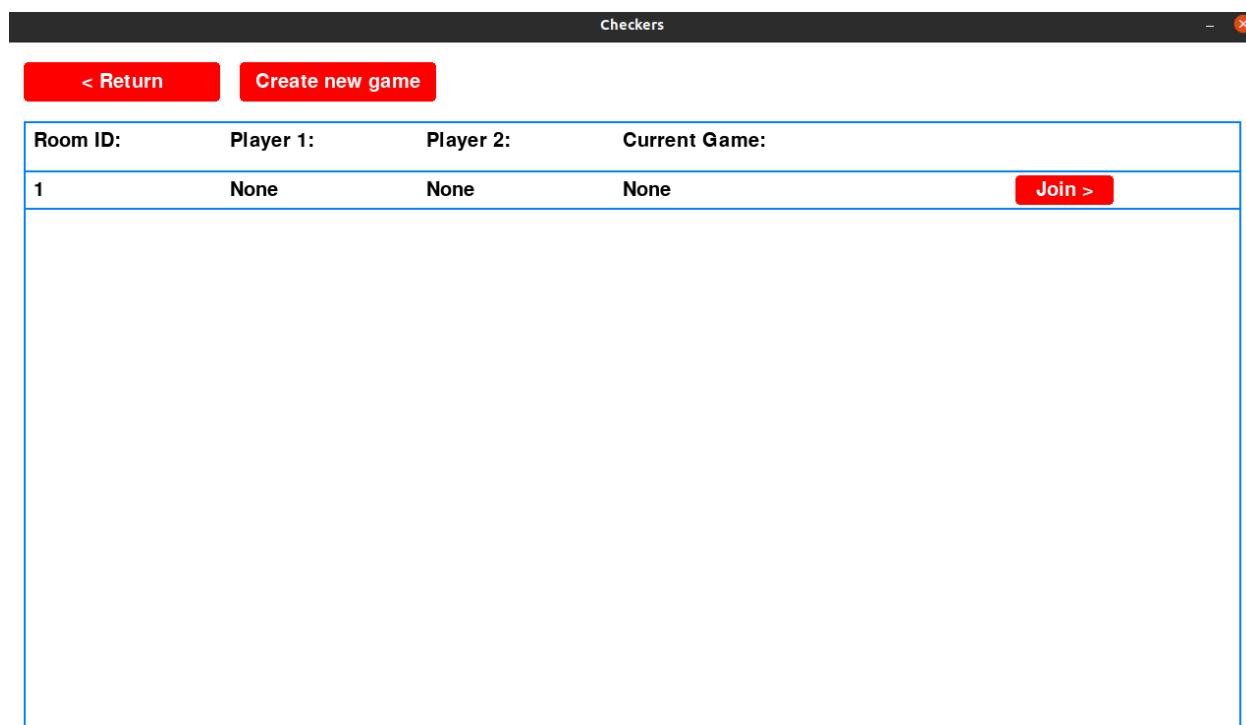 Checkers
< Return Create new game
Room ID: Player 1: Player 2: Current Game:
1 None None None Join >